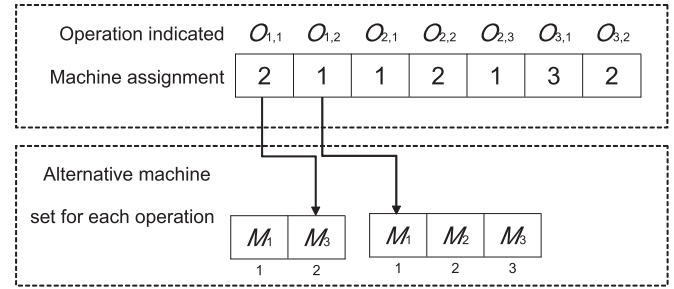 Operation indicated O1,1 O1,2 O2,1 O2,2 O2,3 O3,1 O3,2
Machine assignment 2 1 1 2 1 3 2
Alternative machine
set for each operation M1 M3 M1 M2 M3
1 2 1 2 3